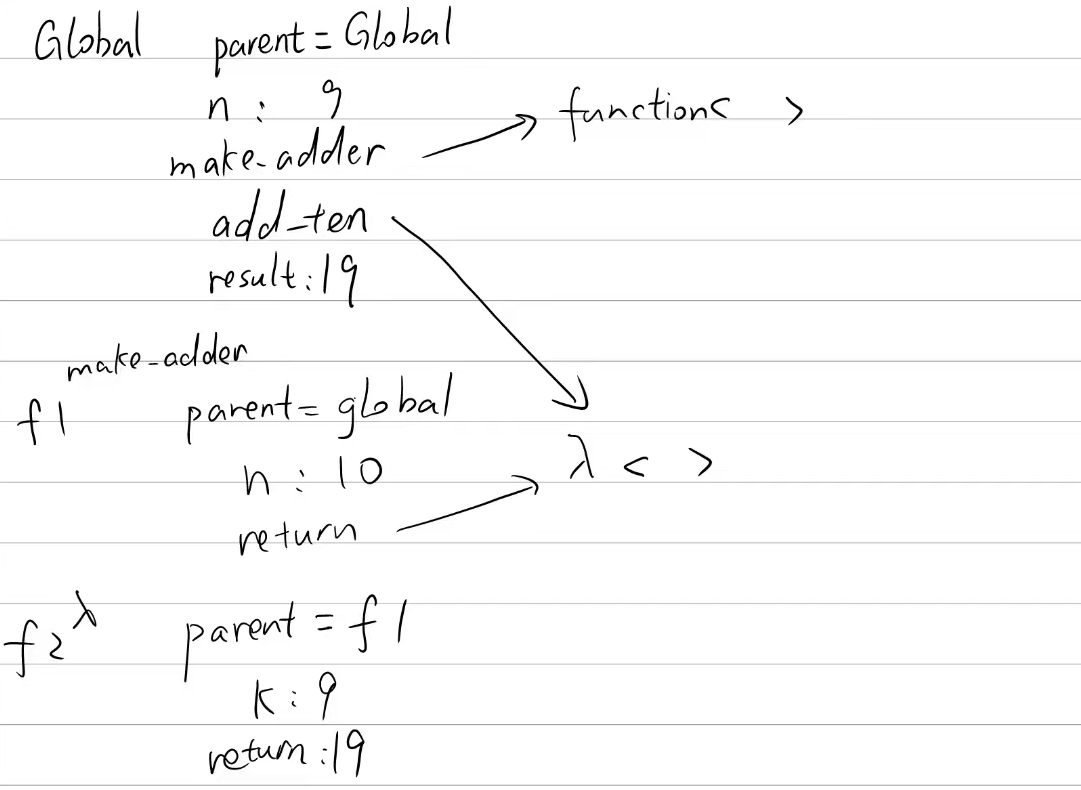 Global parent = Global
n : 9
make-adder → function< >
add_ten
result : 19
make-adder
f1 parent = global
n : 10 λ < >
return
f2 λ parent = f1
k : 9
return : 19